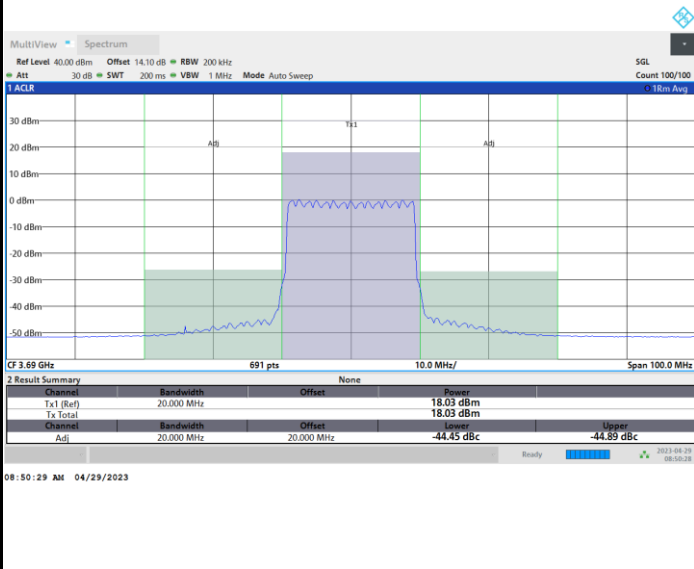 MultiView Spectrum
Ref Level 40.00 dBm Offset 14.10 dB RBW 200 kHz SGL
Att 30 dB SWT 200 ms VBW 1 MHz Mode Auto Sweep Count 100/100
1 ACLR 1Rm Avg
30 dBm
Tx1
20 dBm Adj Adj
10 dBm
0 dBm
-10 dBm
-20 dBm
-30 dBm
-40 dBm
-50 dBm
CF 3.69 GHz 691 pts 10.0 MHz/ Span 100.0 MHz
2 Result Summary None
Channel Bandwidth Offset Power
Tx1 (Ref) 20.000 MHz 18.03 dBm
Tx Total 18.03 dBm
Channel Bandwidth Offset Lower Upper
Adj 20.000 MHz 20.000 MHz -44.45 dBc -44.89 dBc
Ready 2023-04-29
08:50:28
08:50:29 AM 04/29/2023